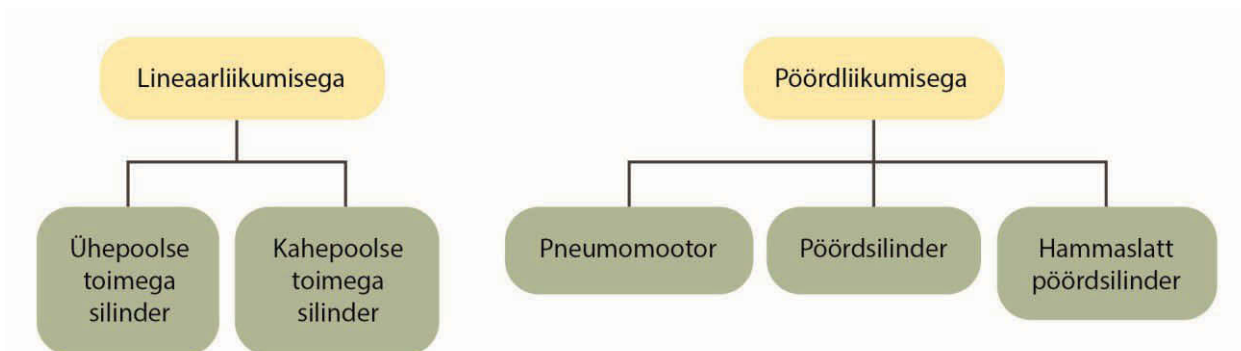 Lineaarliikumisega
Pöördliikumisega
Ühepoolse
toimega
silinder
Kahepoolse
toimega
silinder
Pneumomootor
Pöördsilinder
Hammaslatt
pöördsilinder